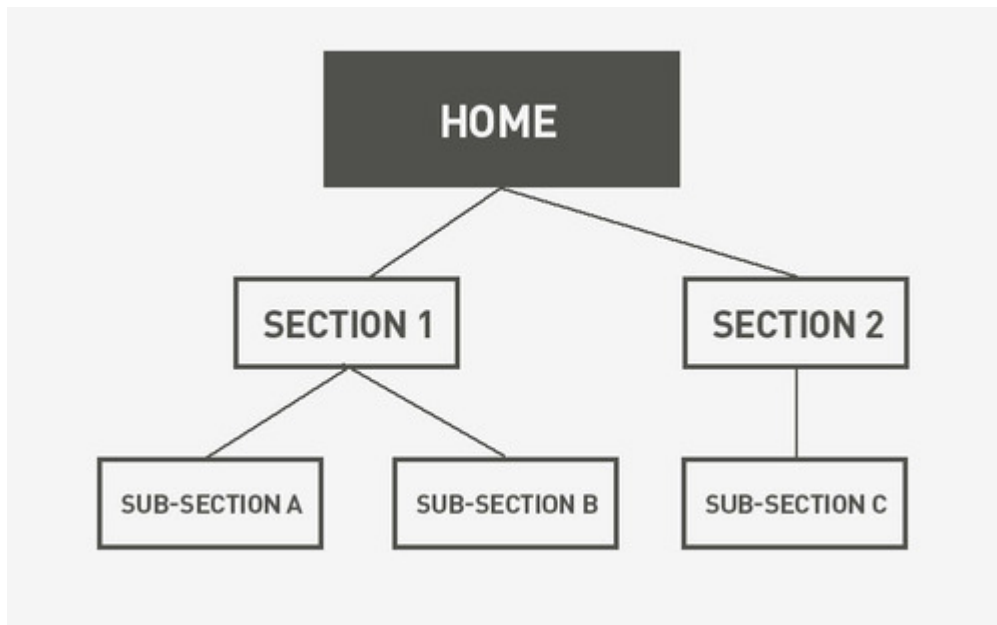 HOME
SECTION 1
SECTION 2
SUB-SECTION A
SUB-SECTION B
SUB-SECTION C